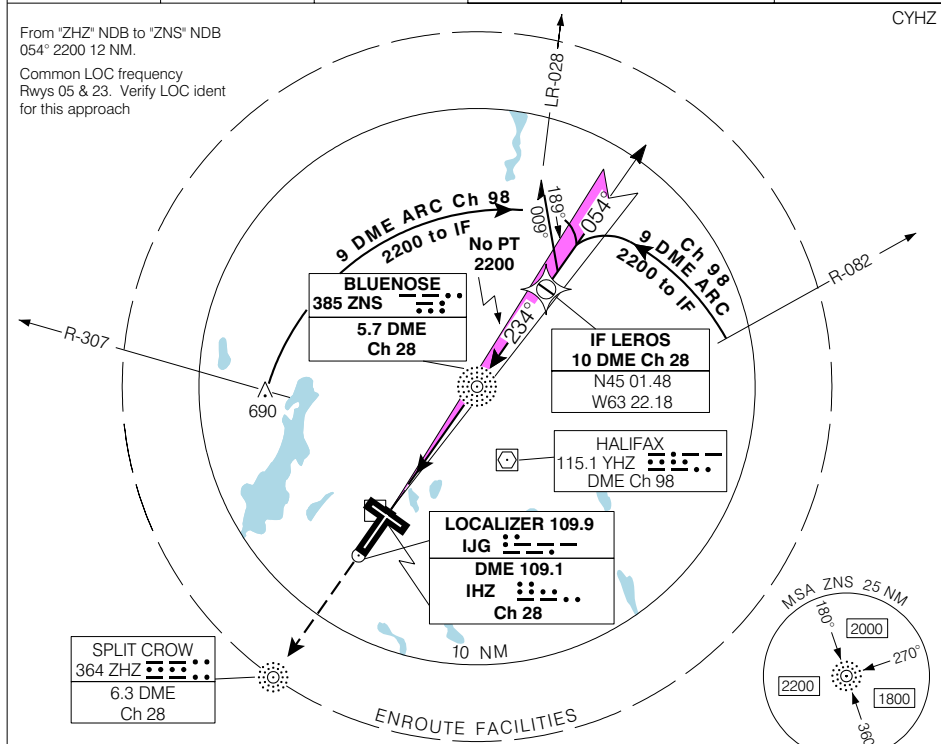 CYHZ
From "ZHZ" NDB to "ZNS" NDB
054° 2200 12 NM.
Common LOC frequency
Rwys 05 & 23. Verify LOC ident
for this approach
LR-028
9 DME ARC Ch 98
2200 to IF
No PT
2200
009°
189°
054°
Ch 98
9 DME ARC
2200 to IF
R-082
BLUENOSE
385 ZNS
5.7 DME
Ch 28
234°
R-307
690
IF LEROS
10 DME Ch 28
N45 01.48
W63 22.18
HALIFAX
115.1 YHZ
DME Ch 98
LOCALIZER 109.9
IJG
DME 109.1
IHZ
Ch 28
SPLIT CROW
364 ZHZ
6.3 DME
Ch 28
10 NM
ENROUTE FACILITIES
MSA ZNS 25 NM
180°
2000
270°
2200
1800
360°